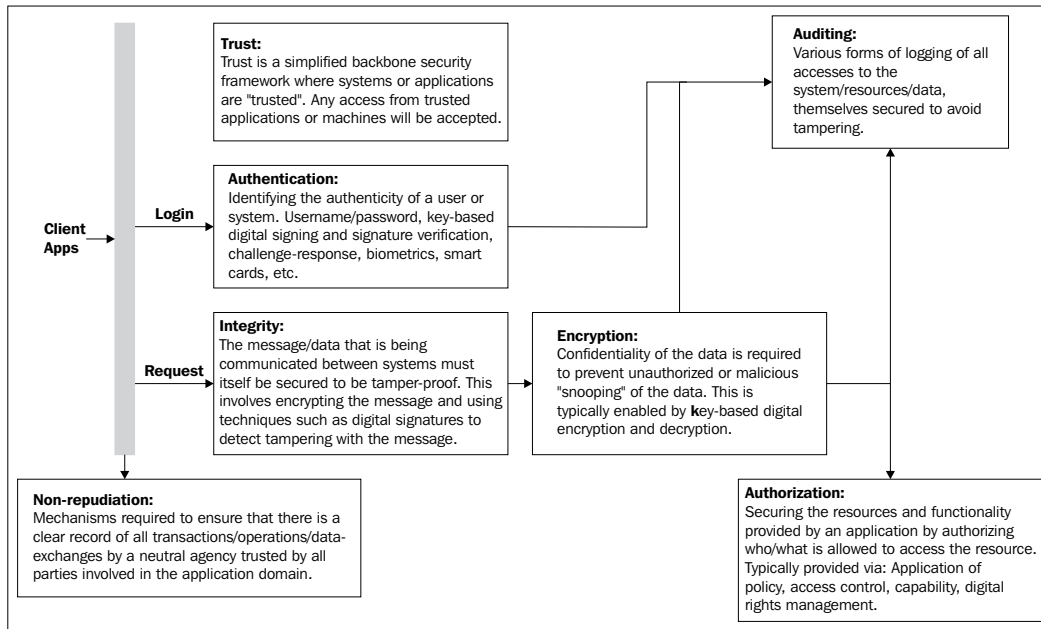 Trust:
Trust is a simplified backbone security
framework where systems or applications
are "trusted". Any access from trusted
applications or machines will be accepted.
Auditing:
Various forms of logging of all
accesses to the
system/resources/data,
themselves secured to avoid
tampering.
Client
Apps
Login
Authentication:
Identifying the authenticity of a user or
system. Username/password, key-based
digital signing and signature verification,
challenge-response, biometrics, smart
cards, etc.
Request
Integrity:
The message/data that is being
communicated between systems must
itself be secured to be tamper-proof. This
involves encrypting the message and using
techniques such as digital signatures to
detect tampering with the message.
Encryption:
Confidentiality of the data is required
to prevent unauthorized or malicious
"snooping" of the data. This is
typically enabled by key-based digital
encryption and decryption.
Non-repudiation:
Mechanisms required to ensure that there is a
clear record of all transactions/operations/data-
exchanges by a neutral agency trusted by all
parties involved in the application domain.
Authorization:
Securing the resources and functionality
provided by an application by authorizing
who/what is allowed to access the resource.
Typically provided via: Application of
policy, access control, capability, digital
rights management.